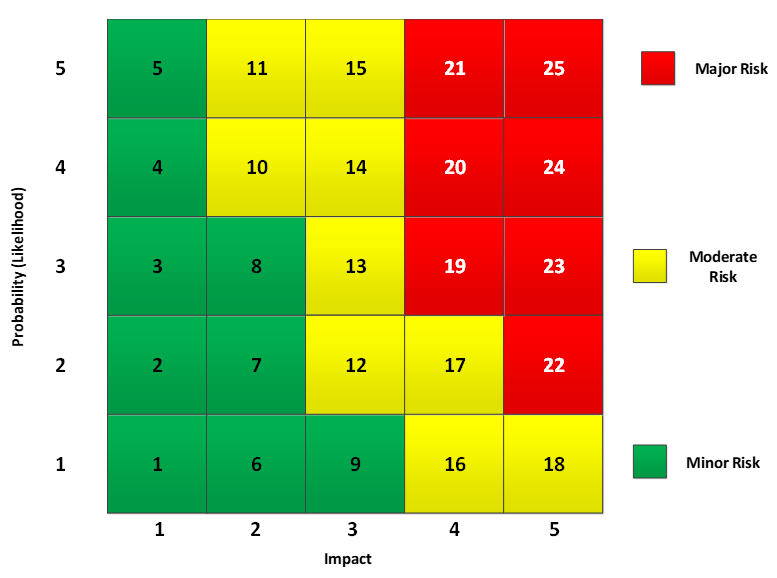 5 5 11 15 21 25 Major Risk
4 4 10 14 20 24
Probability (Likelihood)
3 3 8 13 19 23 Moderate
Risk
2 2 7 12 17 22
1 1 6 9 16 18 Minor Risk
1 2 3 4 5
Impact